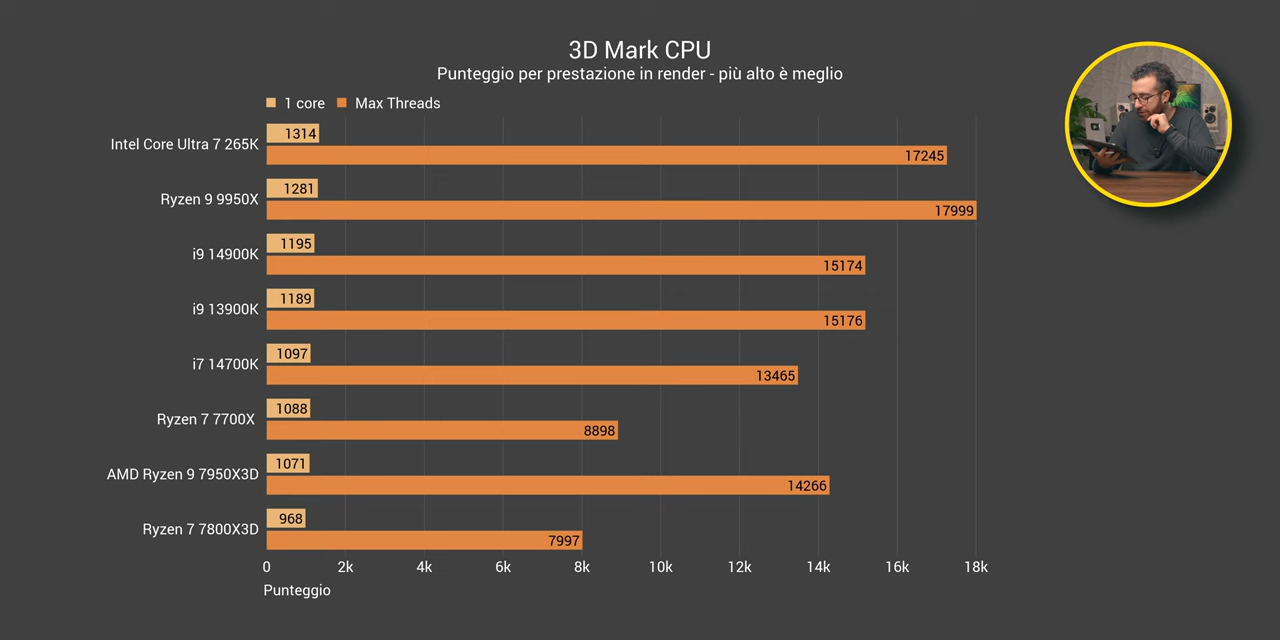 3D Mark CPU
Punteggio per prestazione in render - più alto è meglio
1 core Max Threads
Intel Core Ultra 7 265K 1314 17245
Ryzen 9 9950X 1281 17999
i9 14900K 1195 15174
i9 13900K 1189 15176
i7 14700K 1097 13465
Ryzen 7 7700X 1088 8898
AMD Ryzen 9 7950X3D 1071 14266
Ryzen 7 7800X3D 968 7997
0 2k 4k 6k 8k 10k 12k 14k 16k 18k
Punteggio